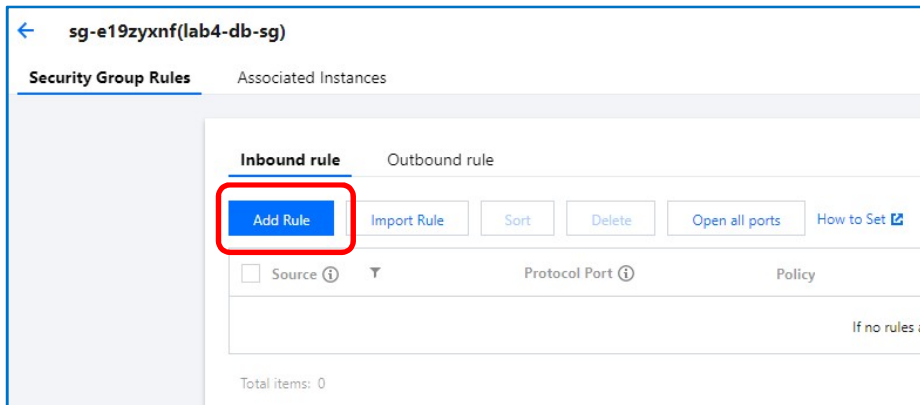 sg-e19zyxnf(lab4-db-sg)
Security Group Rules Associated Instances
Inbound rule Outbound rule
Add Rule Import Rule Sort Delete Open all ports How to Set
Source Protocol Port Policy
If no rules a
Total items: 0